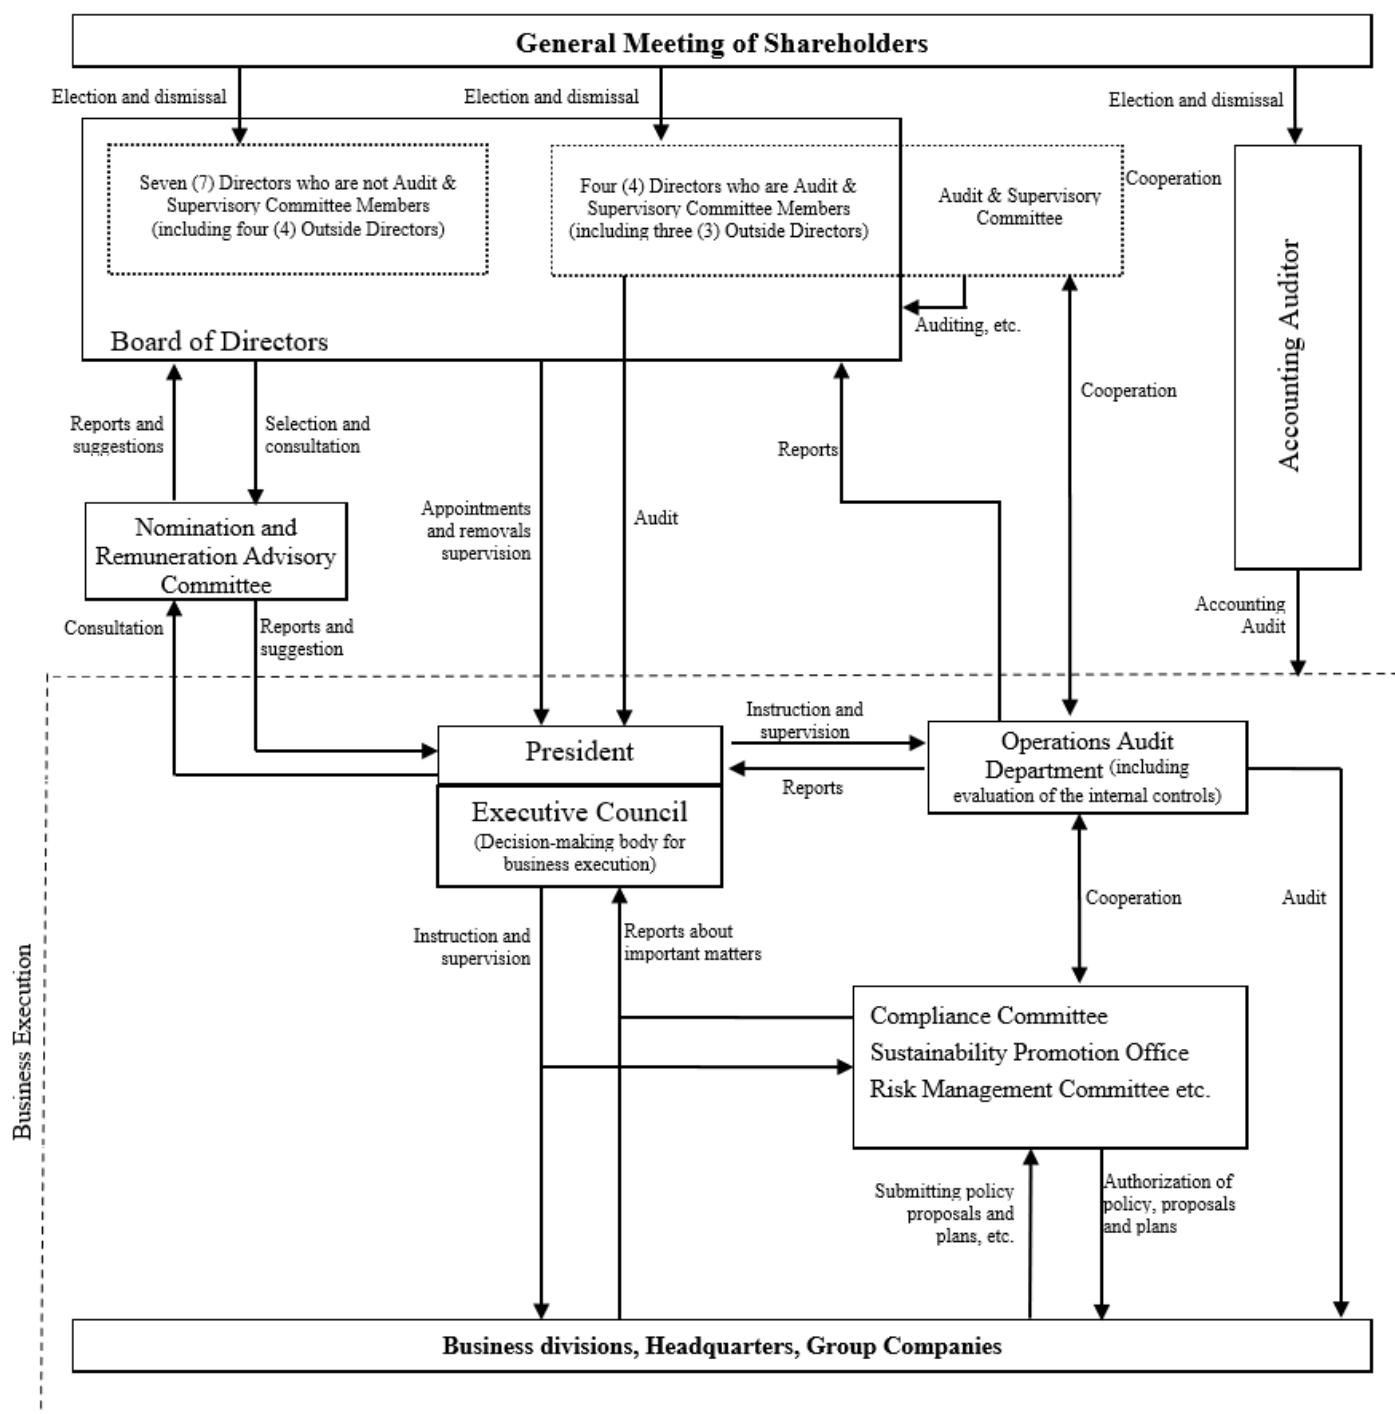 General Meeting of Shareholders
Election and dismissal
Election and dismissal
Election and dismissal
Seven (7) Directors who are not Audit &
Supervisory Committee Members
(including four (4) Outside Directors)
Four (4) Directors who are Audit &
Supervisory Committee Members
(including three (3) Outside Directors)
Audit & Supervisory
Committee
Cooperation
Accounting Auditor
Auditing, etc.
Board of Directors
Cooperation
Reports and
suggestions
Selection and
consultation
Reports
Appointments
and removals
supervision
Audit
Nomination and
Remuneration Advisory
Committee
Accounting
Audit
Consultation
Reports and
suggestion
Instruction and
supervision
President
Operations Audit
Department (including
evaluation of the internal controls)
Reports
Executive Council
(Decision-making body for
business execution)
Cooperation
Audit
Instruction and
supervision
Reports about
important matters
Business Execution
Compliance Committee
Sustainability Promotion Office
Risk Management Committee etc.
Submitting policy
proposals and
plans, etc.
Authorization of
policy, proposals
and plans
Business divisions, Headquarters, Group Companies